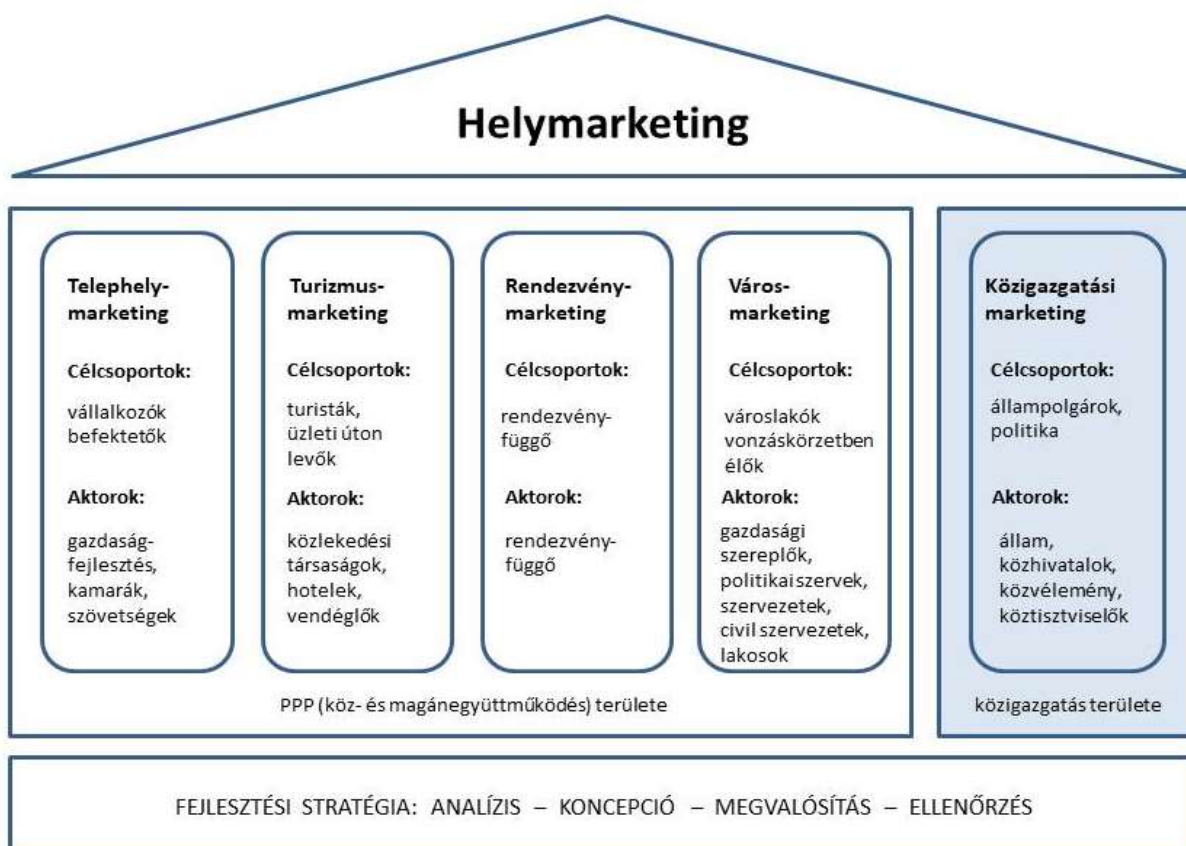 Helymarketing
Telephely-
marketing
Célcsoportok:
vállalkozók
befektetők
Aktorok:
gazdaság-
fejlesztés,
kamarák,
szövetségek
Turizmus-
marketing
Célcsoportok:
turisták,
üzleti úton
levők
Aktorok:
közlekedési
társaságok,
hotelek,
vendéglők
Rendezvény-
marketing
Célcsoportok:
rendezvény-
függő
Aktorok:
rendezvény-
függő
Város-
marketing
Célcsoportok:
városlakók
vonzáskörzetben
élők
Aktorok:
gazdasági
szereplők,
politikai szervek,
szervezetek,
civil szervezetek,
lakosok
PPP (köz- és magánegyüttműködés) területe
Közigazgatási
marketing
Célcsoportok:
állampolgárok,
politika
Aktorok:
állam,
közhivatalok,
közvélemény,
köztisztviselők
közigazgatás területe
FEJLESZTÉSI STRATÉGIA: ANALÍZIS – KONCEPCIÓ – MEGVALÓSÍTÁS – ELLENŐRZÉS